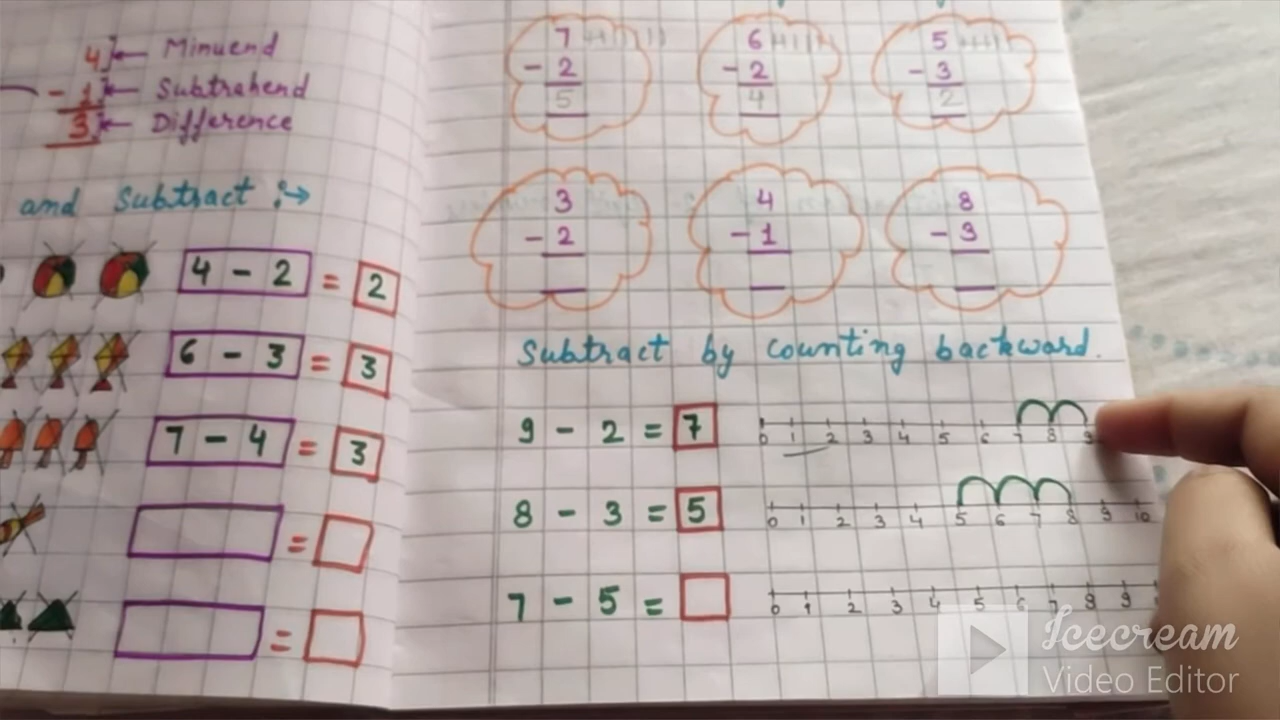 4 ← Minuend
- 1 ← Subtrahend
3 ← Difference
and Subtract :→
4 - 2 = 2
6 - 3 = 3
7 - 4 = 3
=
=
7 6 5
- 2 - 2 - 3
5 4 2
3 4 8
- 2 - 1 - 3
Subtract by counting backward.
9 - 2 = 7 0 1 2 3 4 5 6 7 8 9
8 - 3 = 5 0 1 2 3 4 5 6 7 8 9 10
7 - 5 = 0 1 2 3 4 5 6 7 8 9
Icecream
Video Editor